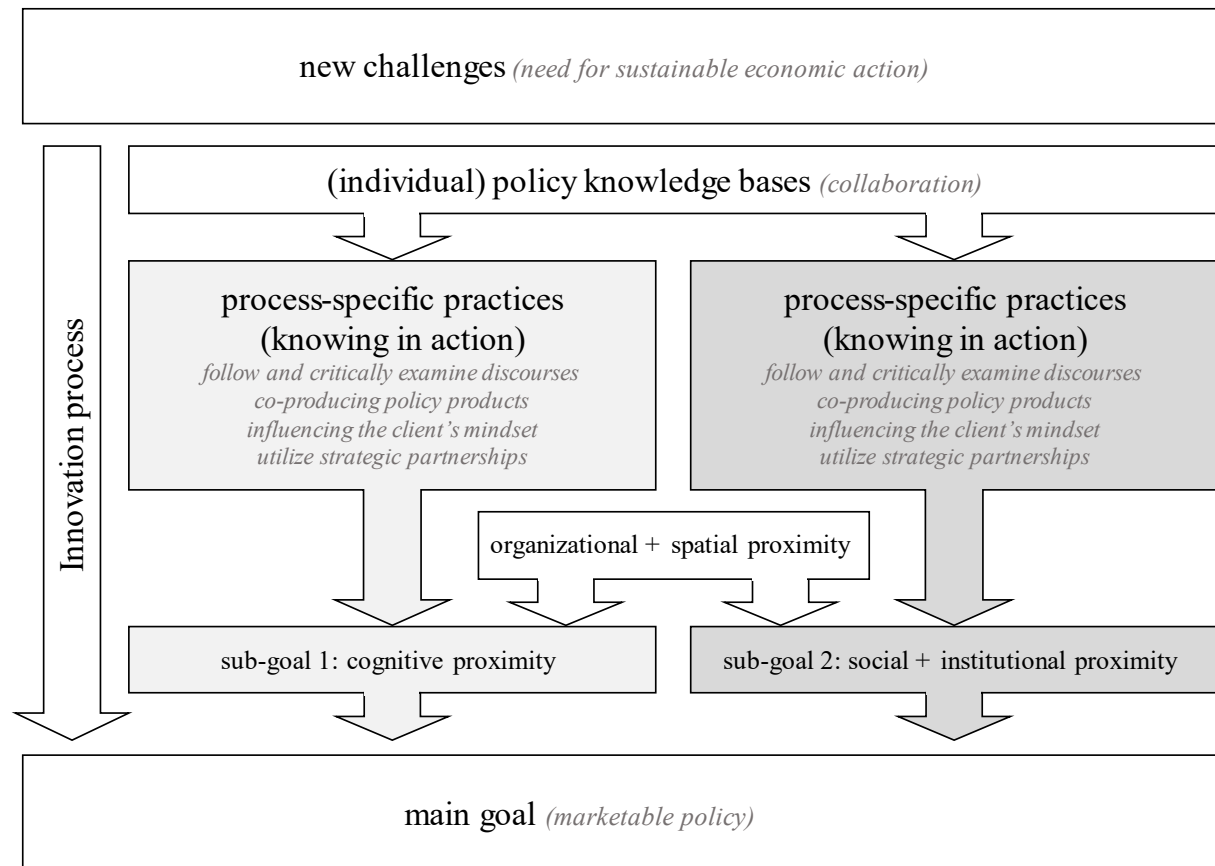 new challenges (need for sustainable economic action)
Innovation process
(individual) policy knowledge bases (collaboration)
process-specific practices
(knowing in action)
follow and critically examine discourses
co-producing policy products
influencing the client's mindset
utilize strategic partnerships
process-specific practices
(knowing in action)
follow and critically examine discourses
co-producing policy products
influencing the client's mindset
utilize strategic partnerships
organizational + spatial proximity
sub-goal 1: cognitive proximity
sub-goal 2: social + institutional proximity
main goal (marketable policy)